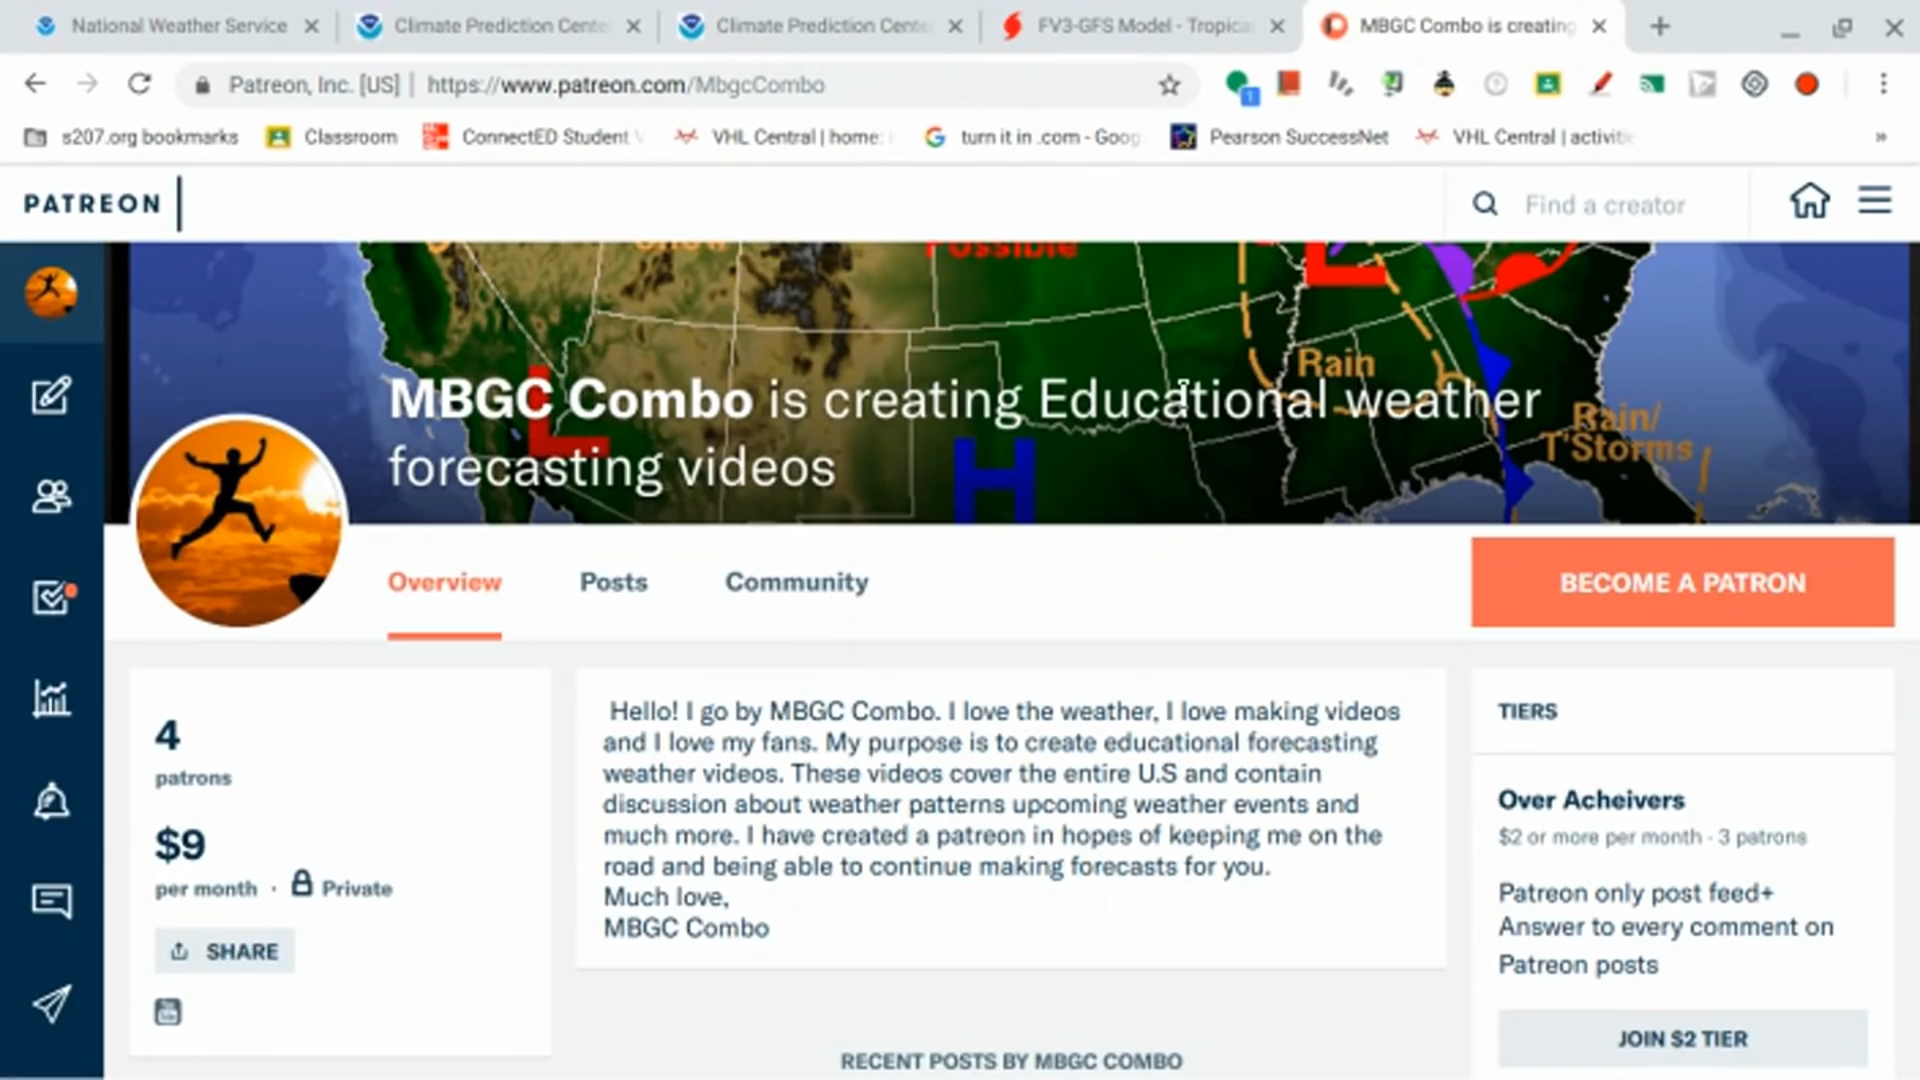 National Weather Service
Climate Prediction Cente
Climate Prediction Cente
FV3-GFS Model - Tropical
MBGC Combo is creating
Patreon, Inc. [US] | https://www.patreon.com/MbgcCombo
1
s207.org bookmarks
Classroom
ConnectED Student
VHL Central | home:
turn it in .com - Goog
Pearson SuccessNet
VHL Central | activitie
PATREON
Find a creator
Snow
Possible
L
Rain
MBGC Combo is creating Educational weather
forecasting videos
L
H
Rain/
T'Storms
Overview
Posts
Community
BECOME A PATRON
4
patrons
$9
per month · Private
SHARE
Hello! I go by MBGC Combo. I love the weather, I love making videos
and I love my fans. My purpose is to create educational forecasting
weather videos. These videos cover the entire U.S and contain
discussion about weather patterns upcoming weather events and
much more. I have created a patreon in hopes of keeping me on the
road and being able to continue making forecasts for you.
Much love,
MBGC Combo
RECENT POSTS BY MBGC COMBO
TIERS
Over Acheivers
$2 or more per month · 3 patrons
Patreon only post feed+
Answer to every comment on
Patreon posts
JOIN $2 TIER